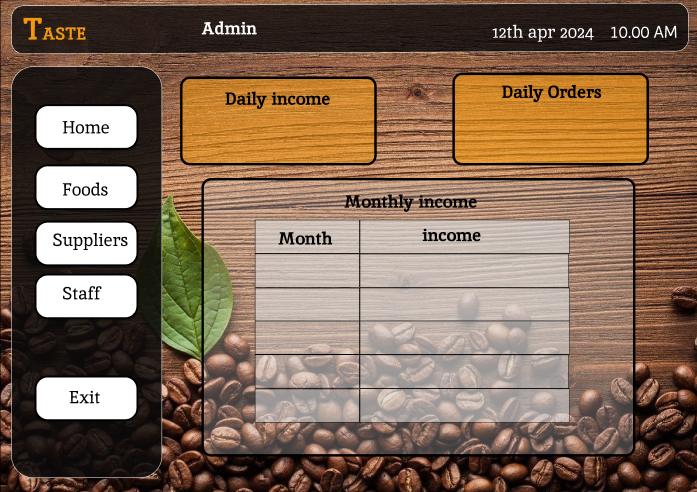 TASTE
Admin
12th apr 2024 10.00 AM
Home
Foods
Suppliers
Staff
Exit
Daily income
Daily Orders
Monthly income
Month income